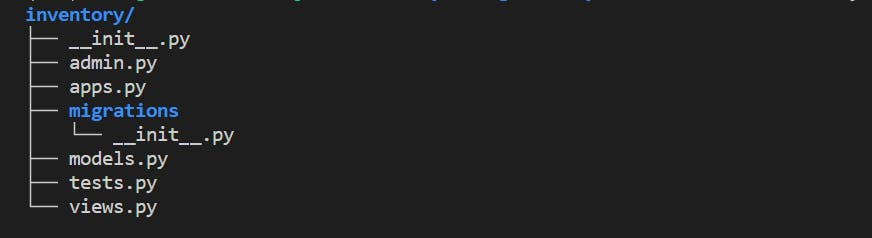 inventory/
├── __init__.py
├── admin.py
├── apps.py
├── migrations
│   └── __init__.py
├── models.py
├── tests.py
└── views.py